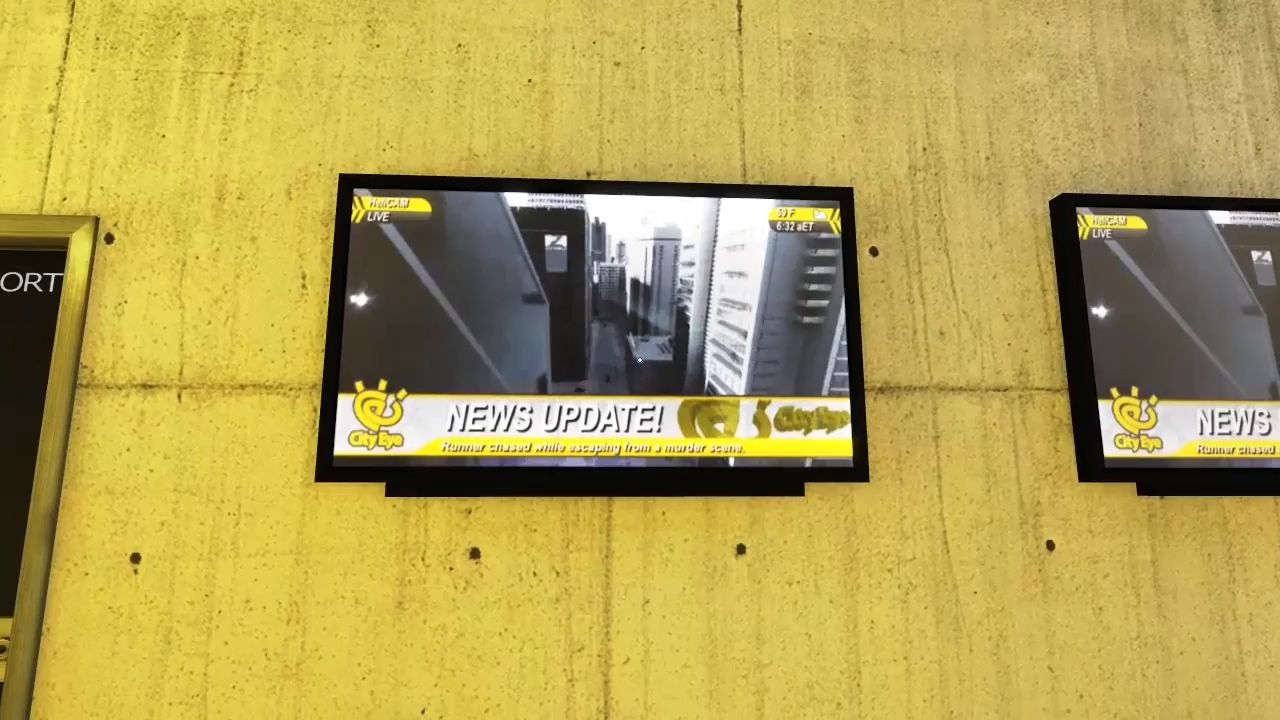 ORT
HeliCAM
LIVE
59 F
6:32 aET
City Eye
NEWS UPDATE!
City Eye
Runner chased while escaping from a murder scene.
HeliCAM
LIVE
City Eye
NEWS
Runner chased